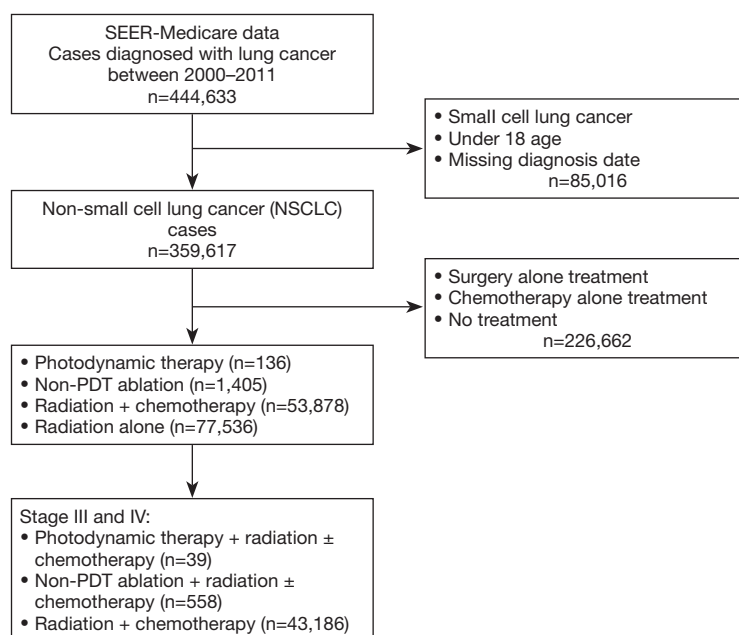 SEER-Medicare data
Cases diagnosed with lung cancer
between 2000–2011
n=444,633
• Small cell lung cancer
• Under 18 age
• Missing diagnosis date
n=85,016
Non-small cell lung cancer (NSCLC)
cases
n=359,617
• Surgery alone treatment
• Chemotherapy alone treatment
• No treatment
n=226,662
• Photodynamic therapy (n=136)
• Non-PDT ablation (n=1,405)
• Radiation + chemotherapy (n=53,878)
• Radiation alone (n=77,536)
Stage III and IV:
• Photodynamic therapy + radiation ±
chemotherapy (n=39)
• Non-PDT ablation + radiation ±
chemotherapy (n=558)
• Radiation + chemotherapy (n=43,186)